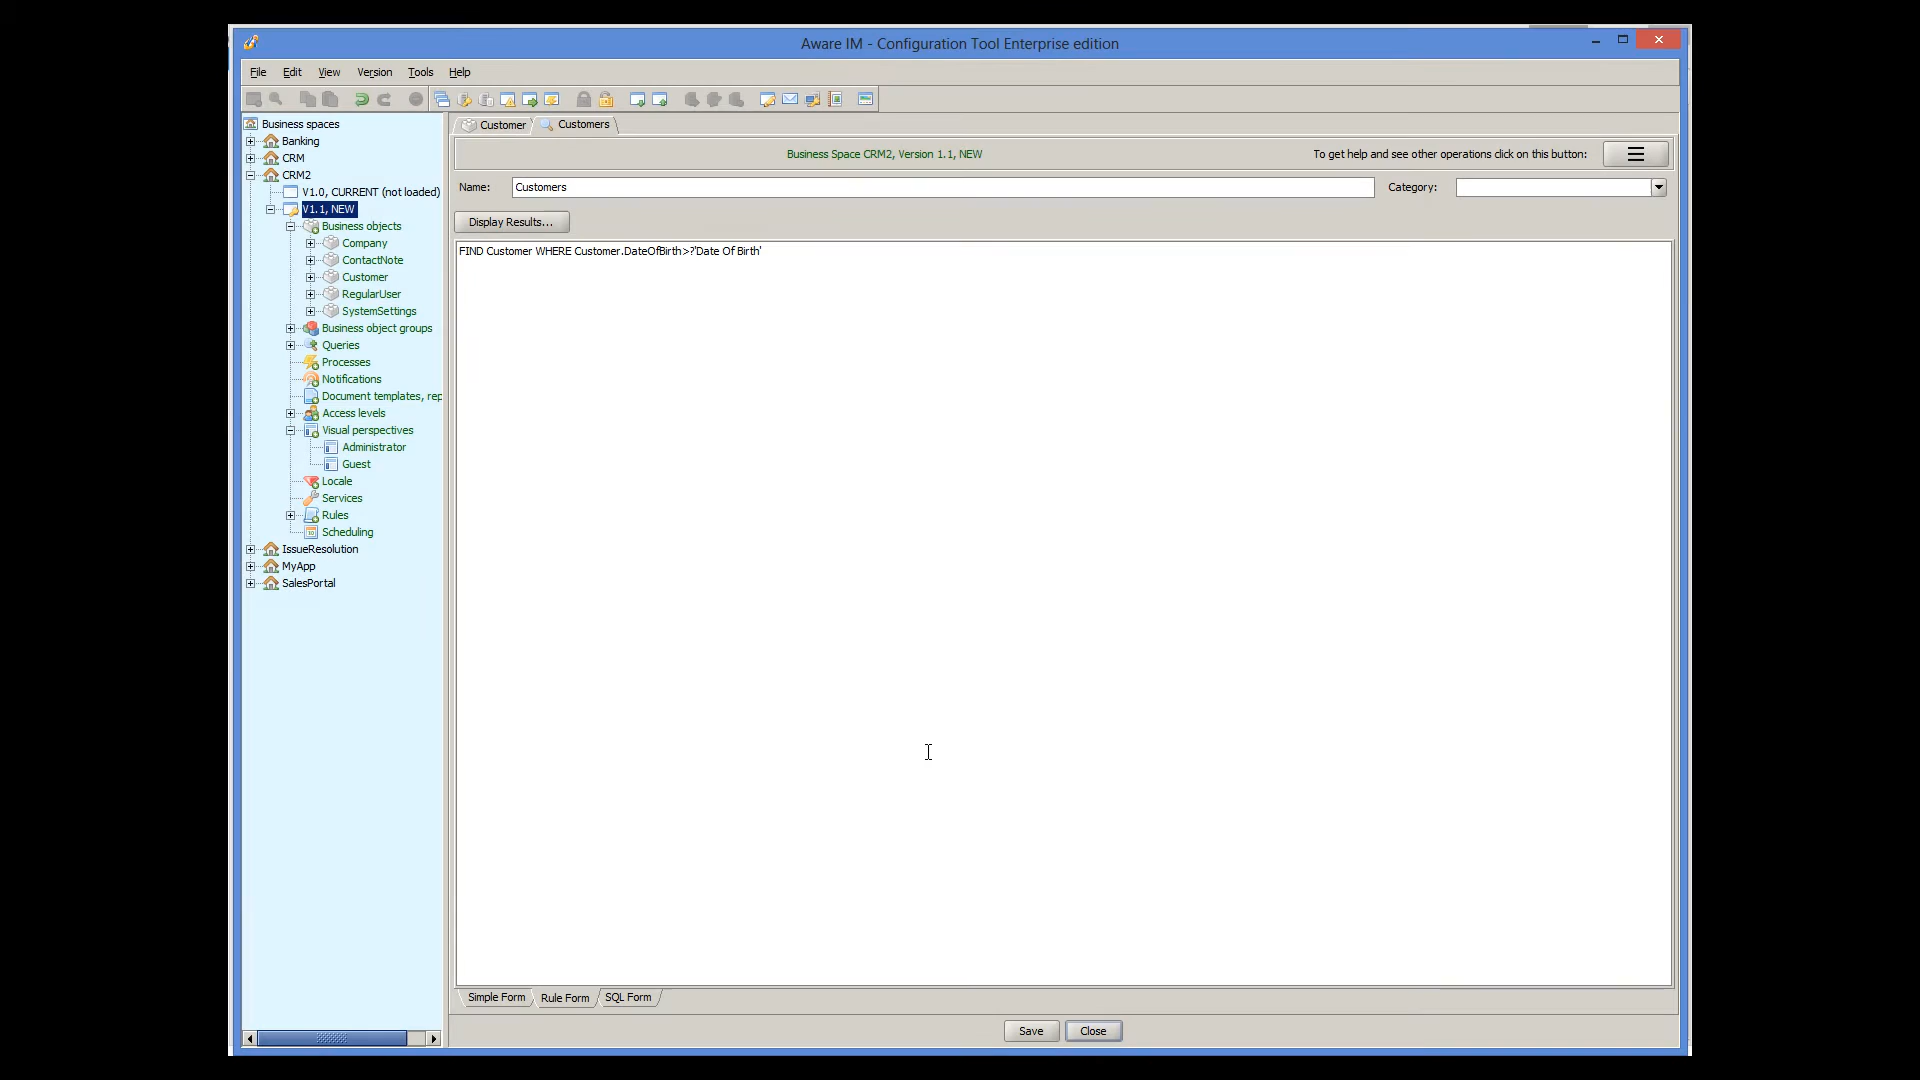 Aware IM - Configuration Tool Enterprise edition
File Edit View Version Tools Help
Business spaces
Banking
CRM
CRM2
V1.0, CURRENT (not loaded)
V1.1, NEW
Business objects
Company
ContactNote
Customer
RegularUser
SystemSettings
Business object groups
Queries
Processes
Notifications
Document templates, rep
Access levels
Visual perspectives
Administrator
Guest
Locale
Services
Rules
Scheduling
IssueResolution
MyApp
SalesPortal
Customer Customers
Business Space CRM2, Version 1.1, NEW To get help and see other operations click on this button:
Name: Customers Category:
Display Results...
FIND Customer WHERE Customer.DateOfBirth>?'Date Of Birth'
Simple Form Rule Form SQL Form
Save Close